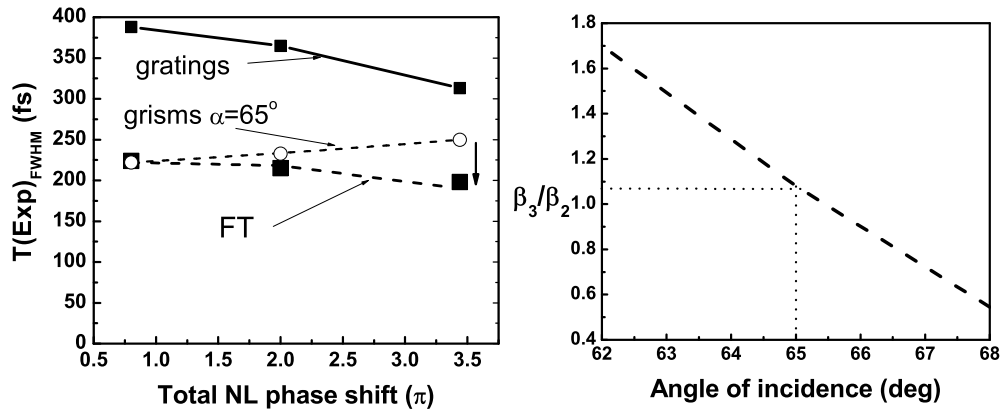 400
350
300
250
200
150
100
50
0
T(Exp)FWHM (fs)
gratings
grisms α=65°
FT
0.5 1.0 1.5 2.0 2.5 3.0 3.5
Total NL phase shift (π)
1.8
1.6
1.4
1.2
1.0
0.8
0.6
0.4
β3/β2
62 63 64 65 66 67 68
Angle of incidence (deg)